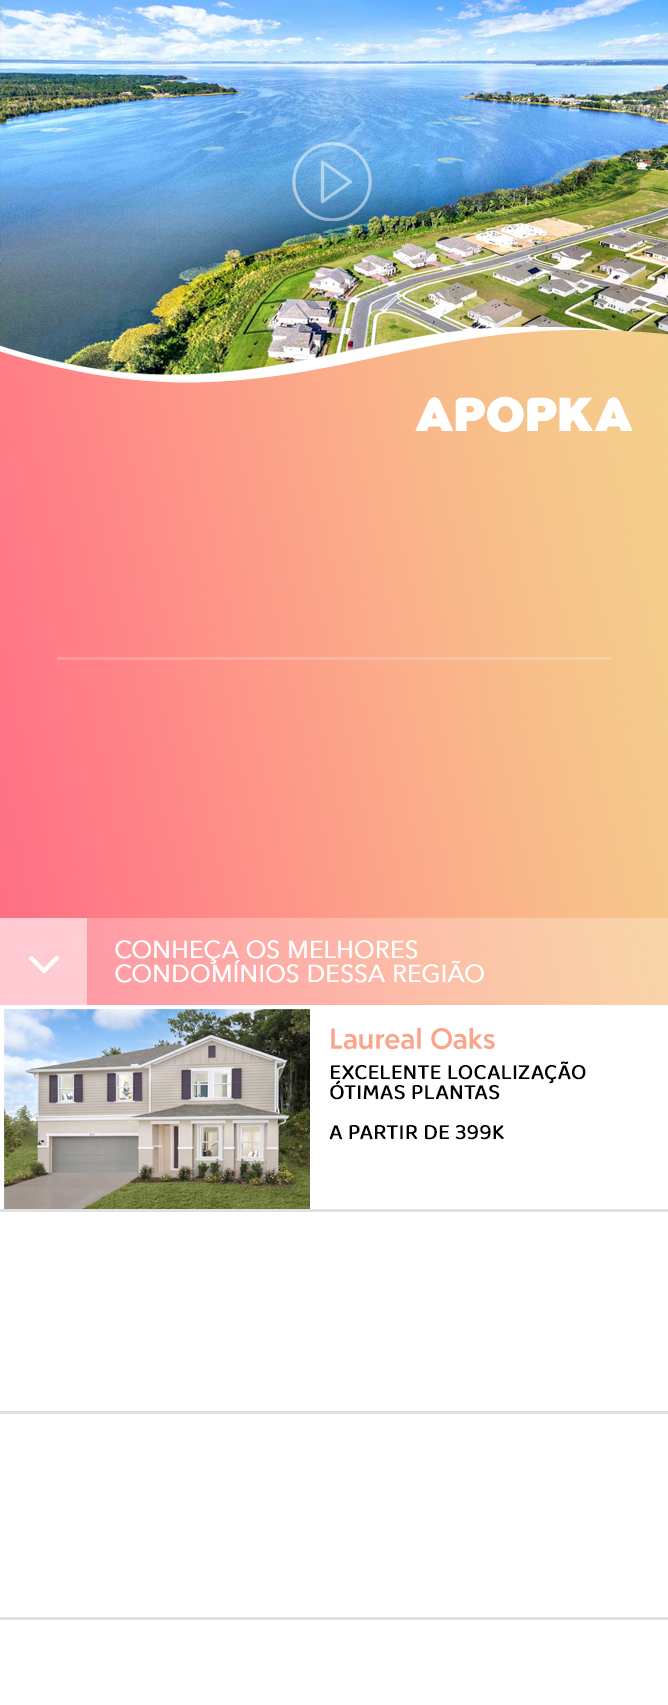 APOPKA
CONHEÇA OS MELHORES
CONDOMÍNIOS DESSA REGIÃO
Laureal Oaks
EXCELENTE LOCALIZAÇÃO
ÓTIMAS PLANTAS
A PARTIR DE 399K